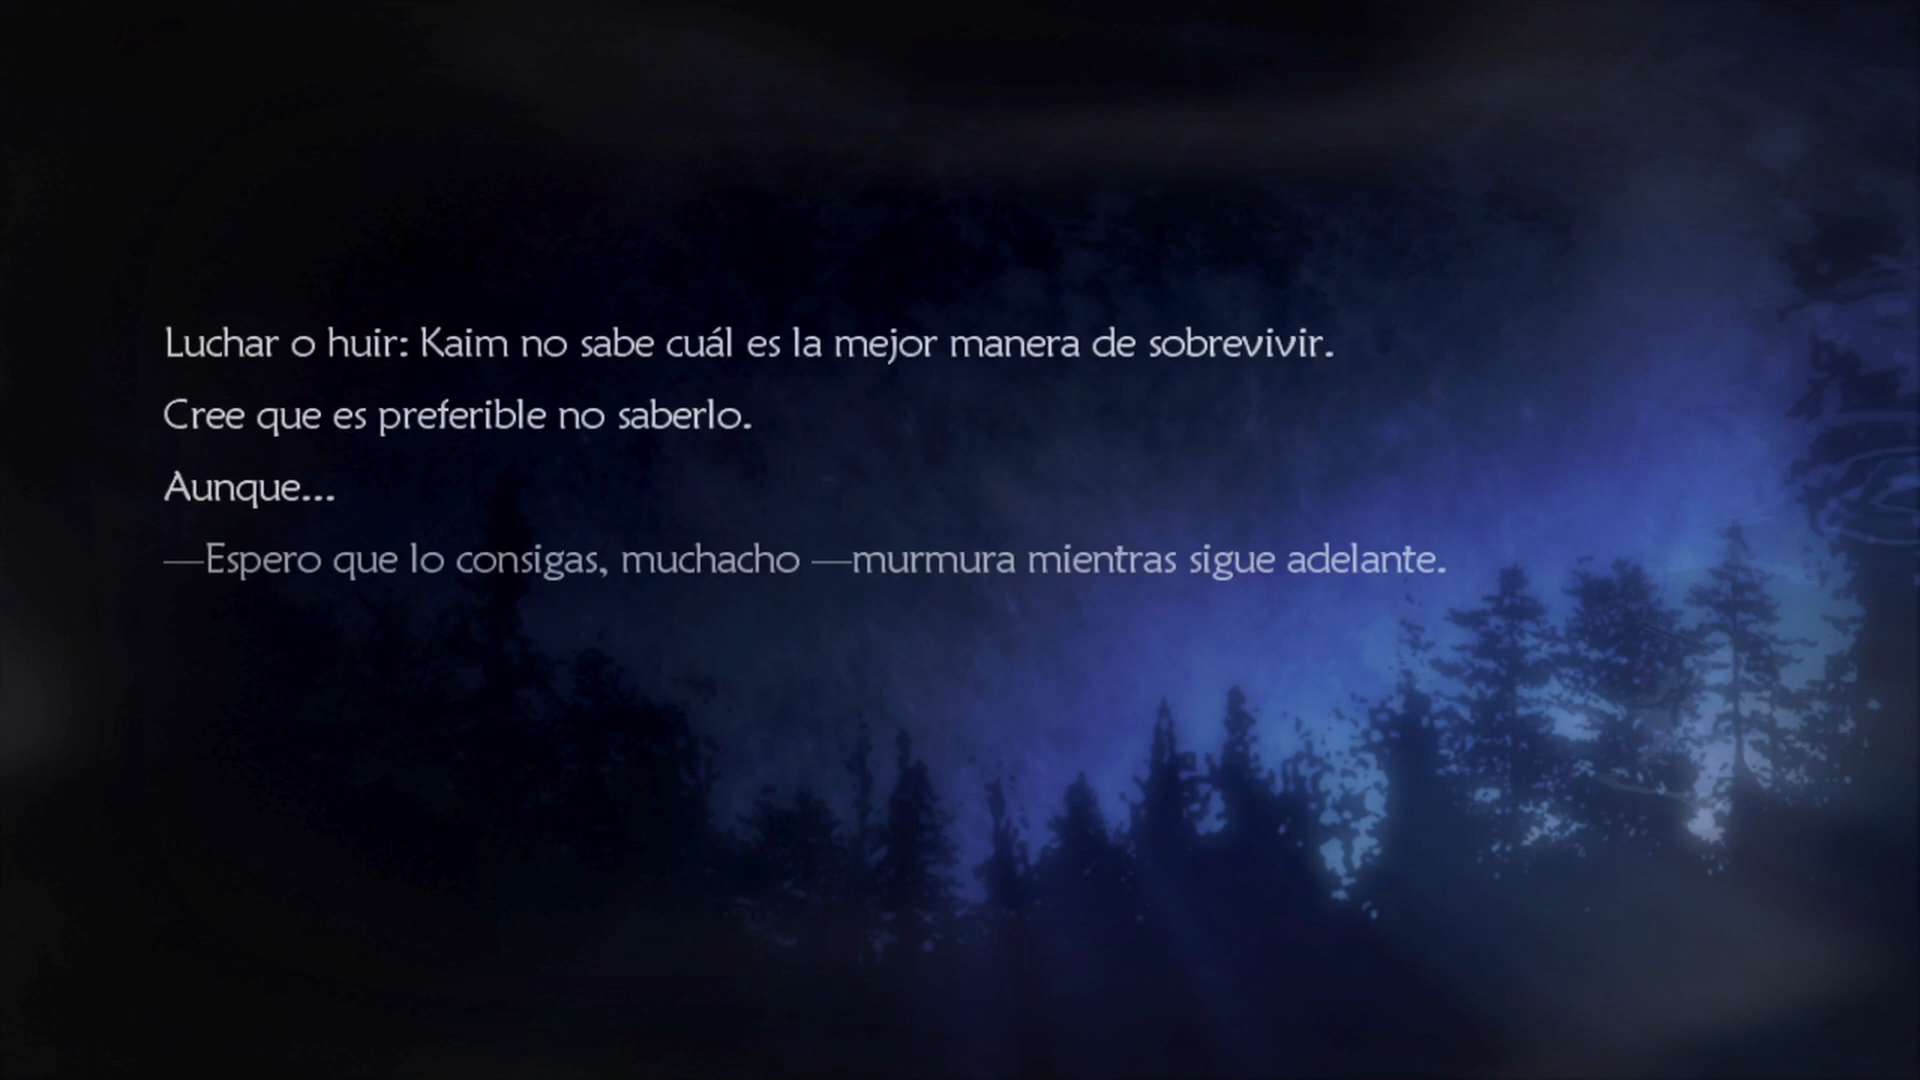 Luchar o huir: Kaim no sabe cuál es la mejor manera de sobrevivir.
Cree que es preferible no saberlo.
Aunque...
—Espero que lo consigas, muchacho —murmura mientras sigue adelante.